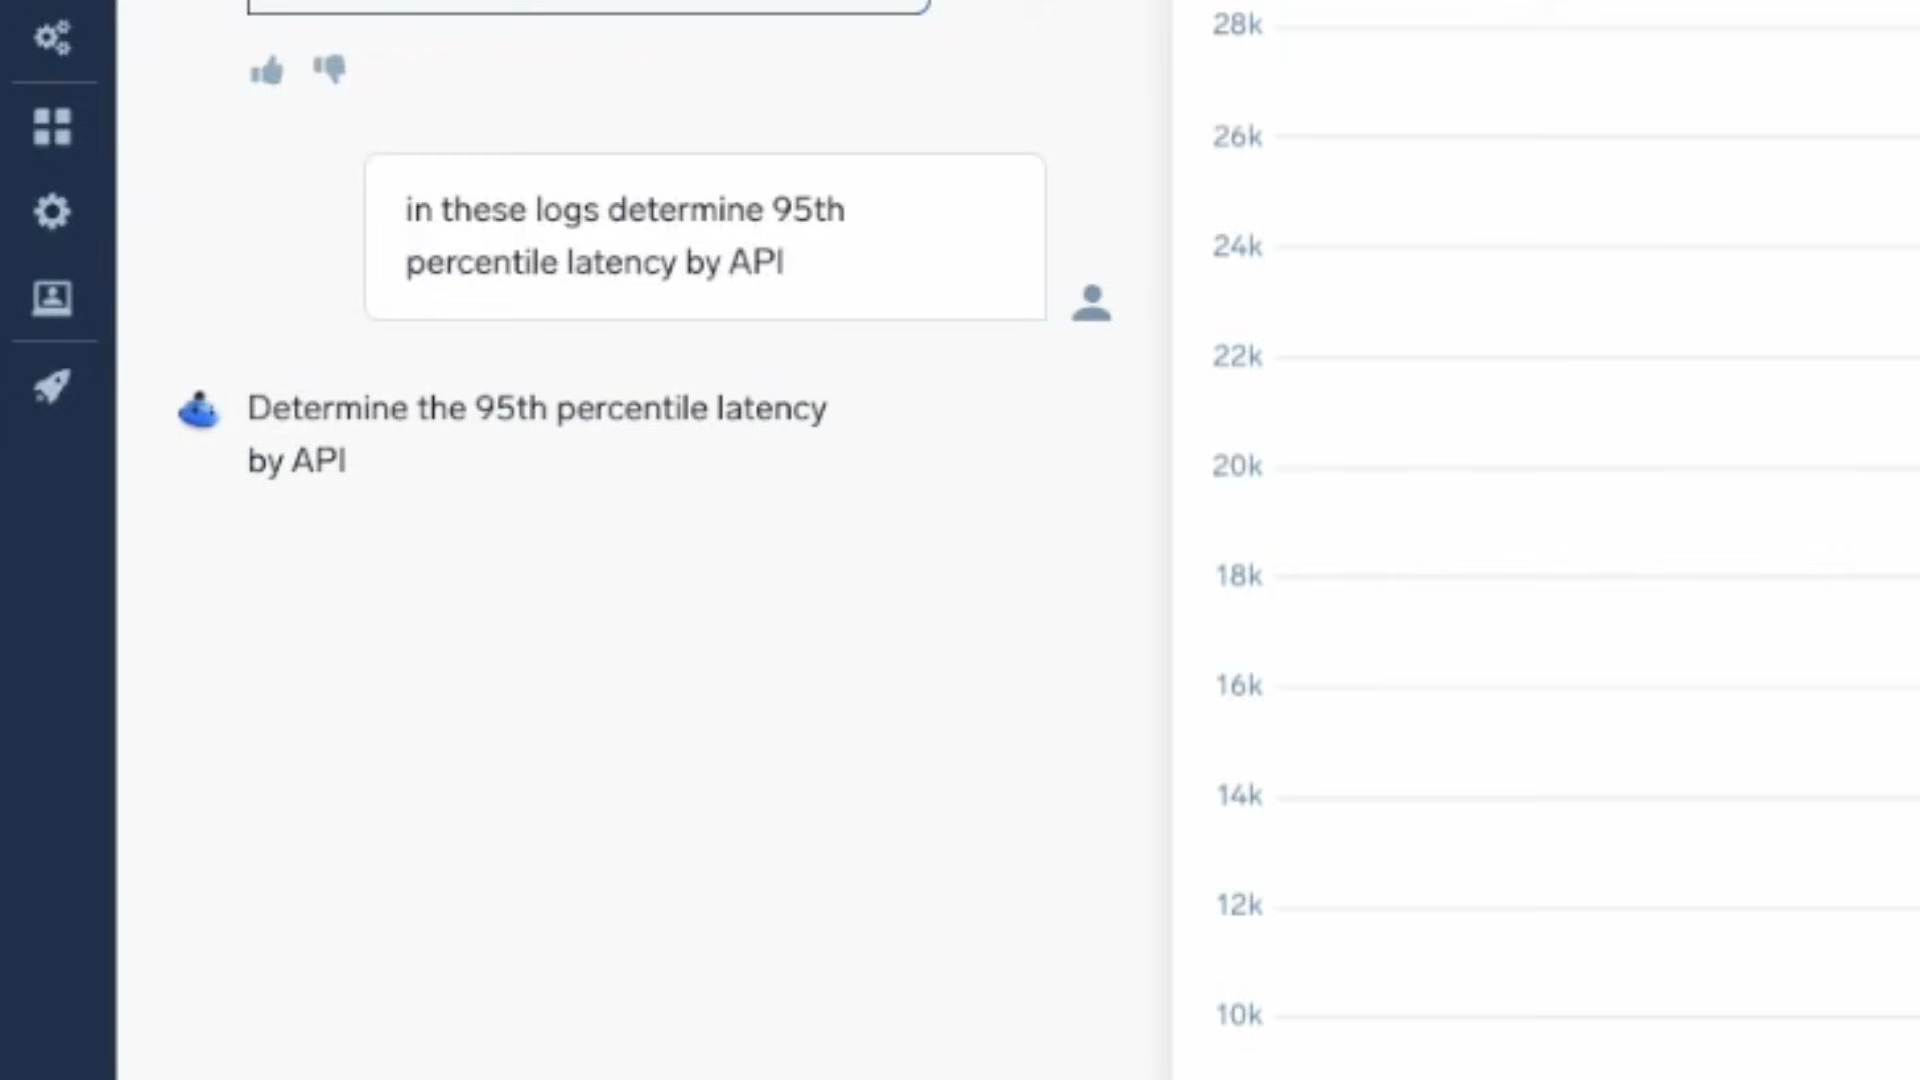 in these logs determine 95th
percentile latency by API
Determine the 95th percentile latency
by API
28k
26k
24k
22k
20k
18k
16k
14k
12k
10k